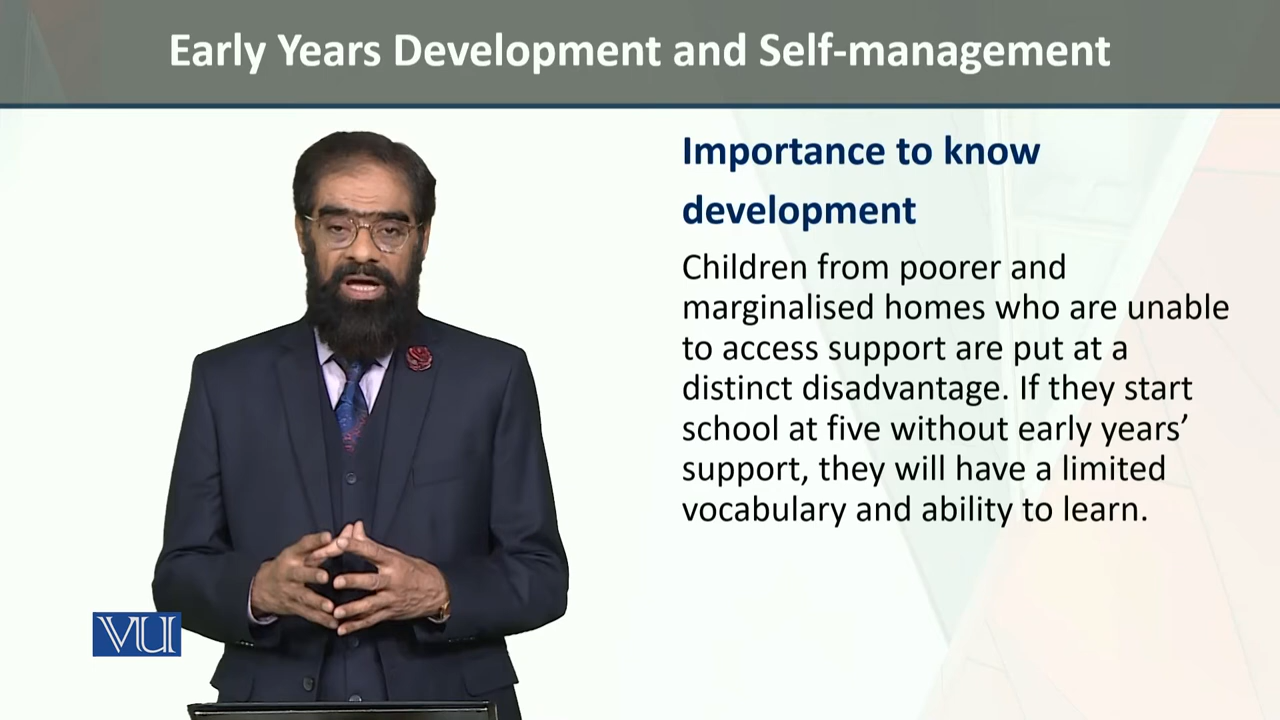 Early Years Development and Self-management
Importance to know
development
Children from poorer and
marginalised homes who are unable
to access support are put at a
distinct disadvantage. If they start
school at five without early years’
support, they will have a limited
vocabulary and ability to learn.
VU